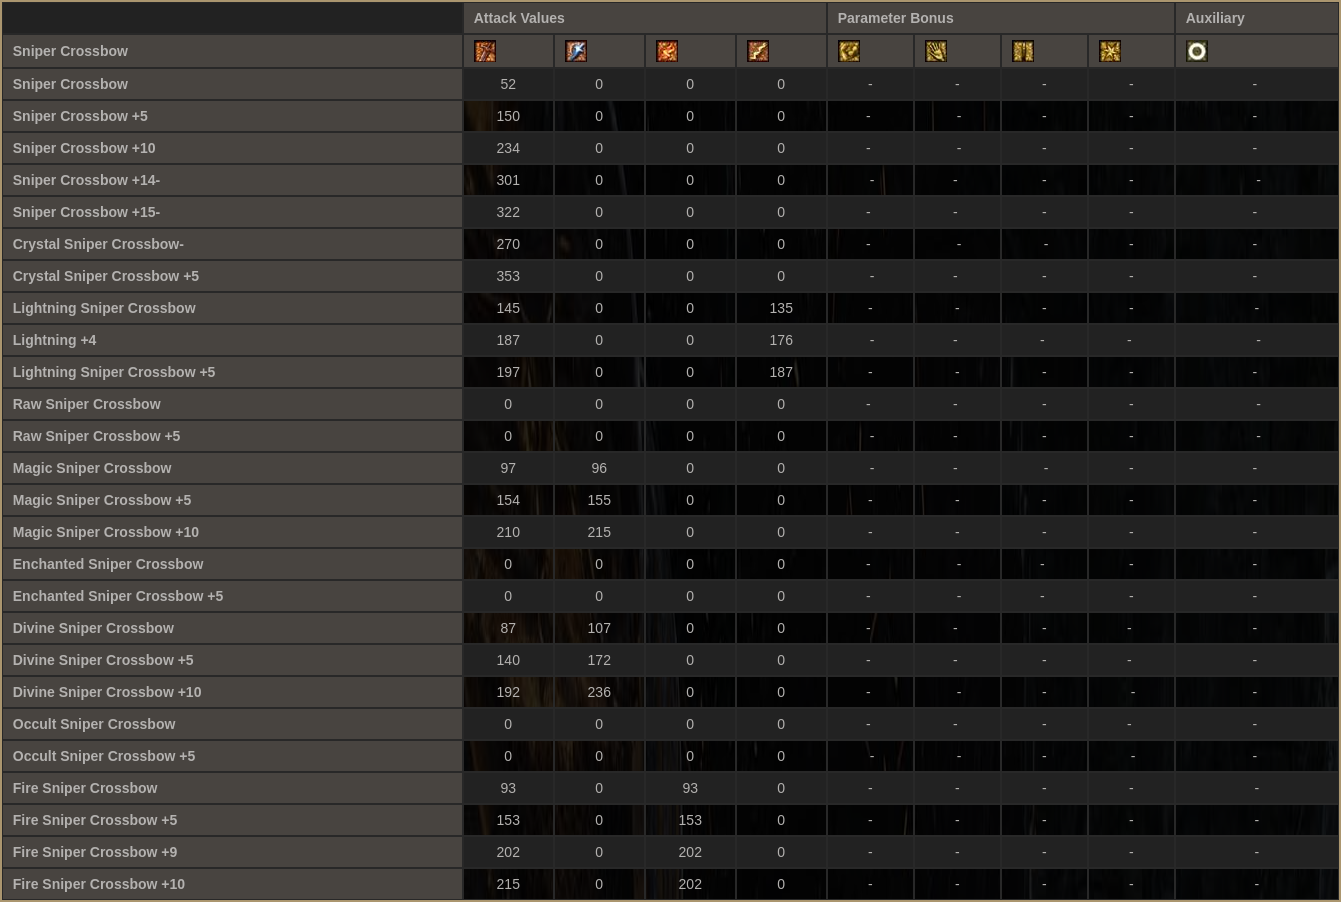 Attack Values Parameter Bonus Auxiliary
Sniper Crossbow
Sniper Crossbow 52 0 0 0 - - - - -
Sniper Crossbow +5 150 0 0 0 - - - - -
Sniper Crossbow +10 234 0 0 0 - - - - -
Sniper Crossbow +14- 301 0 0 0 - - - - -
Sniper Crossbow +15- 322 0 0 0 - - - - -
Crystal Sniper Crossbow- 270 0 0 0 - - - - -
Crystal Sniper Crossbow +5 353 0 0 0 - - - - -
Lightning Sniper Crossbow 145 0 0 135 - - - - -
Lightning +4 187 0 0 176 - - - - -
Lightning Sniper Crossbow +5 197 0 0 187 - - - - -
Raw Sniper Crossbow 0 0 0 0 - - - - -
Raw Sniper Crossbow +5 0 0 0 0 - - - - -
Magic Sniper Crossbow 97 96 0 0 - - - - -
Magic Sniper Crossbow +5 154 155 0 0 - - - - -
Magic Sniper Crossbow +10 210 215 0 0 - - - - -
Enchanted Sniper Crossbow 0 0 0 0 - - - - -
Enchanted Sniper Crossbow +5 0 0 0 0 - - - - -
Divine Sniper Crossbow 87 107 0 0 - - - - -
Divine Sniper Crossbow +5 140 172 0 0 - - - - -
Divine Sniper Crossbow +10 192 236 0 0 - - - - -
Occult Sniper Crossbow 0 0 0 0 - - - - -
Occult Sniper Crossbow +5 0 0 0 0 - - - - -
Fire Sniper Crossbow 93 0 93 0 - - - - -
Fire Sniper Crossbow +5 153 0 153 0 - - - - -
Fire Sniper Crossbow +9 202 0 202 0 - - - - -
Fire Sniper Crossbow +10 215 0 202 0 - - - - -